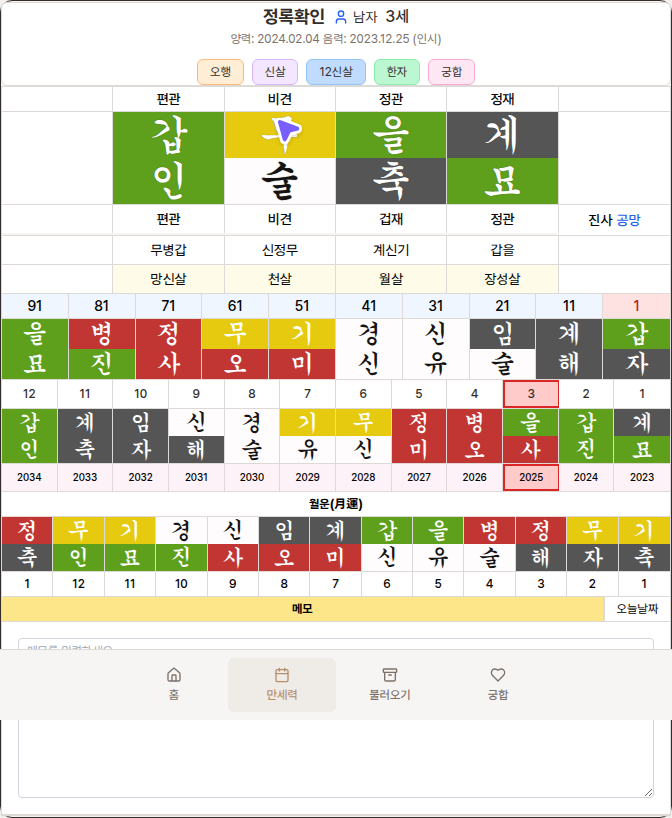 정록확인 남자 3세
양력: 2024.02.04 음력: 2023.12.25 (인시)
오행 신살 12신살 한자 궁합
편관 비견 정관 정재
갑 을 계
인 술 축 묘
편관 비견 겁재 정관 진사 공망
무병갑 신정무 계신기 갑을
망신살 천살 월살 장성살
91 81 71 61 51 41 31 21 11 1
을 병 정 무 기 경 신 임 계 갑
묘 진 사 오 미 신 유 술 해 자
12 11 10 9 8 7 6 5 4 3 2 1
갑 계 임 신 경 기 무 정 병 을 갑 계
인 축 자 해 술 유 신 미 오 사 진 묘
2034 2033 2032 2031 2030 2029 2028 2027 2026 2025 2024 2023
월운(月運)
정 무 기 경 신 임 계 갑 을 병 정 무 기
축 인 묘 진 사 오 미 신 유 술 해 자 축
1 12 11 10 9 8 7 6 5 4 3 2 1
메모 오늘날짜
홈 만세력 불러오기 궁합